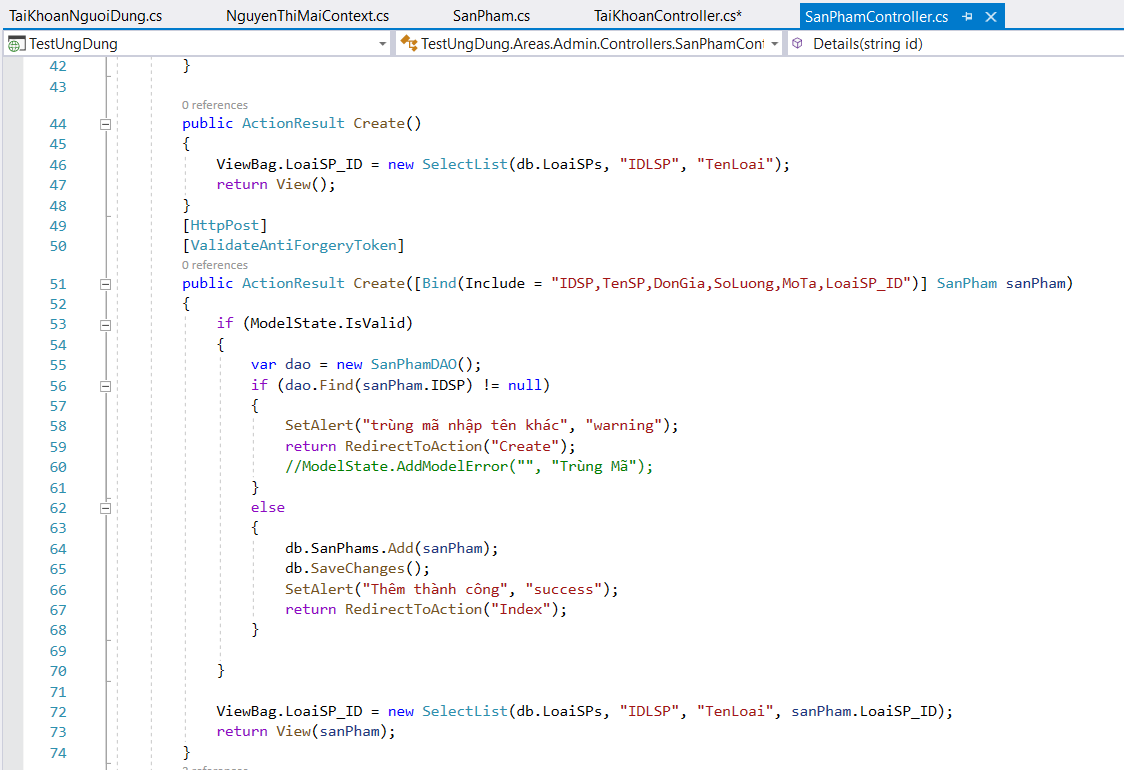 TaiKhoanNguoiDung.cs NguyenThiMaiContext.cs SanPham.cs TaiKhoanController.cs* SanPhamController.cs
TestUngDung TestUngDung.Areas.Admin.Controllers.SanPhamCont Details(string id)
42 }
43
0 references
44 public ActionResult Create()
45 {
46 ViewBag.LoaiSP_ID = new SelectList(db.LoaiSPs, "IDLSP", "TenLoai");
47 return View();
48 }
49 [HttpPost]
50 [ValidateAntiForgeryToken]
0 references
51 public ActionResult Create([Bind(Include = "IDSP,TenSP,DonGia,SoLuong,MoTa,LoaiSP_ID")] SanPham sanPham)
52 {
53 if (ModelState.IsValid)
54 {
55 var dao = new SanPhamDAO();
56 if (dao.Find(sanPham.IDSP) != null)
57 {
58 SetAlert("trùng mã nhập tên khác", "warning");
59 return RedirectToAction("Create");
60 //ModelState.AddModelError("", "Trùng Mã");
61 }
62 else
63 {
64 db.SanPhams.Add(sanPham);
65 db.SaveChanges();
66 SetAlert("Thêm thành công", "success");
67 return RedirectToAction("Index");
68 }
69
70 }
71
72 ViewBag.LoaiSP_ID = new SelectList(db.LoaiSPs, "IDLSP", "TenLoai", sanPham.LoaiSP_ID);
73 return View(sanPham);
74 }